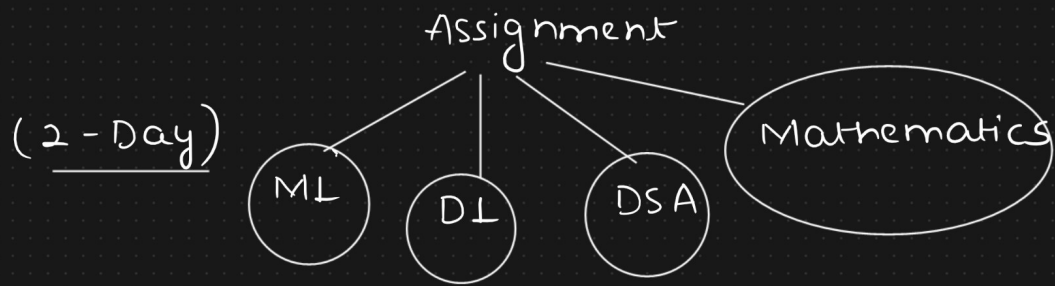 Assignment
(2-Day)
ML
DL
DSA
Mathematics